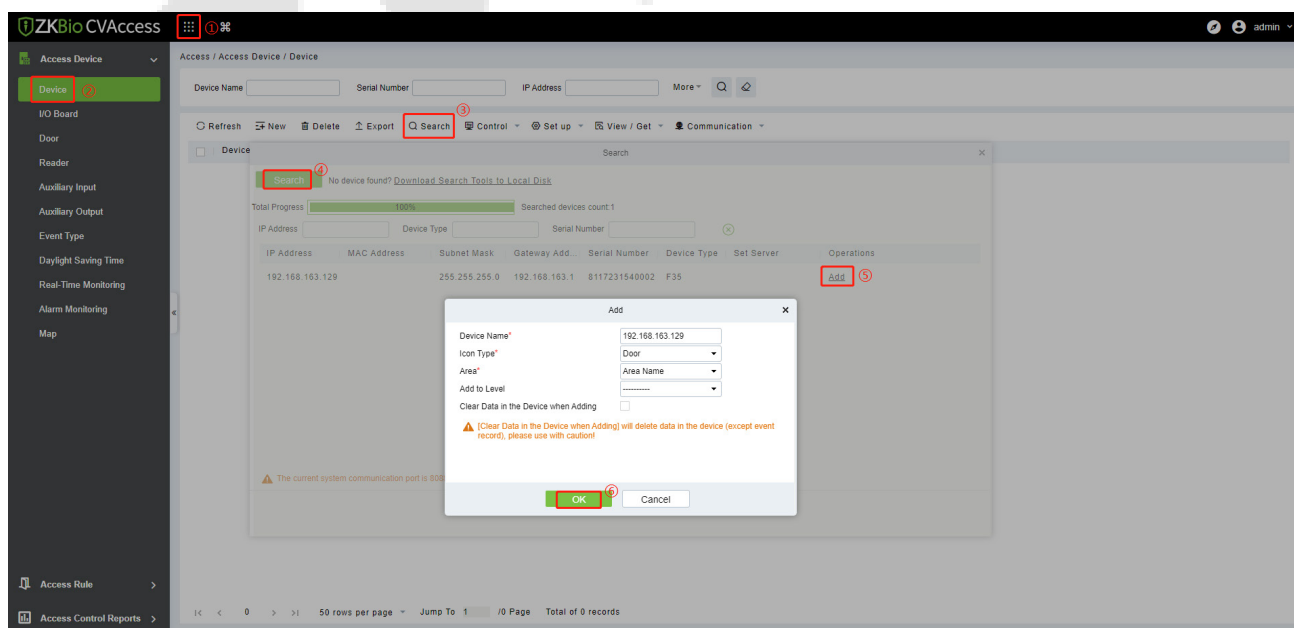 ZKBio CVAccess ① ⌘ admin
Access Device
Access / Access Device / Device
Device ②
Device Name Serial Number IP Address More
I/O Board
③
Refresh New Delete Export Search Control Set up View / Get Communication
Door
Device
Search
Reader
④
Search No device found? Download Search Tools to Local Disk
Auxiliary Input
Auxiliary Output
Total Progress 100% Searched devices count:1
IP Address Device Type Serial Number
Event Type
IP Address MAC Address Subnet Mask Gateway Add... Serial Number Device Type Set Server Operations
Daylight Saving Time
192.168.163.129 255.255.255.0 192.168.163.1 8117231540002 F35 Add ⑤
Real-Time Monitoring
Alarm Monitoring
Map
Add
Device Name* 192.168.163.129
Icon Type* Door
Area* Area Name
Add to Level ----------
Clear Data in the Device when Adding
[Clear Data in the Device when Adding] will delete data in the device (except event
record), please use with caution!
The current system communication port is
OK ⑥ Cancel
Access Rule
Access Control Reports
0 50 rows per page Jump To 1 /0 Page Total of 0 records